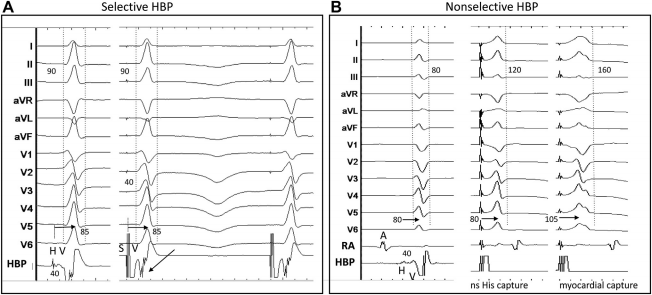 A
Selective HBP
I
90
90
II
III
aVR
aVL
aVF
V1
V2
40
V3
V4
V5
85
85
V6
H V
S V
HBP
40
B
Nonselective HBP
I
II
80
120
160
III
aVR
aVL
aVF
V1
V2
V3
V4
V5
80
80
105
V6
A
RA
40
HBP
H
V
ns His capture
myocardial capture